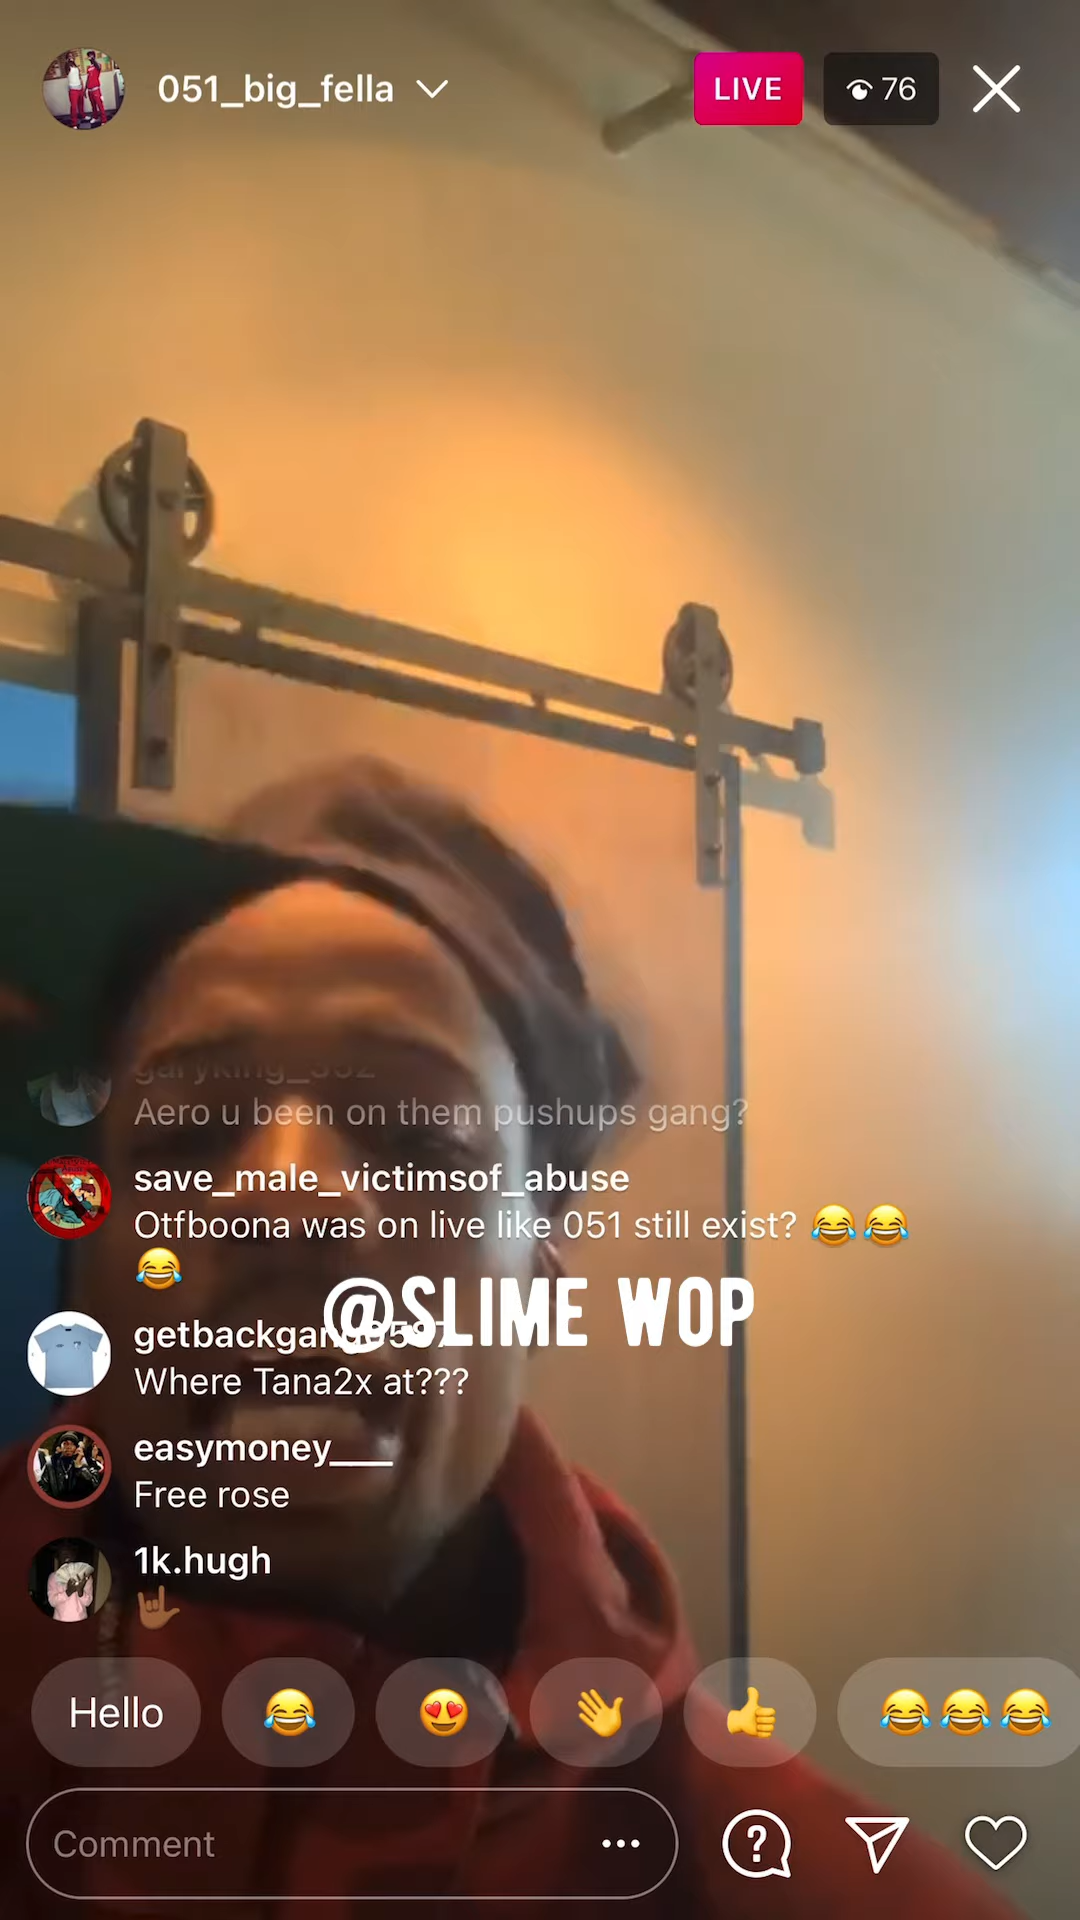 051_big_fella
LIVE
76
garyking_352
Aero u been on them pushups gang?
save_male_victimsof_abuse
Otfboona was on live like 051 still exist? 😂😂
😂
@SLIME WOP
Where Tana2x at???
easymoney___
Free rose
1k.hugh
🤟🏽
Hello
😂
😍
👋
👍
😂😂😂
Comment